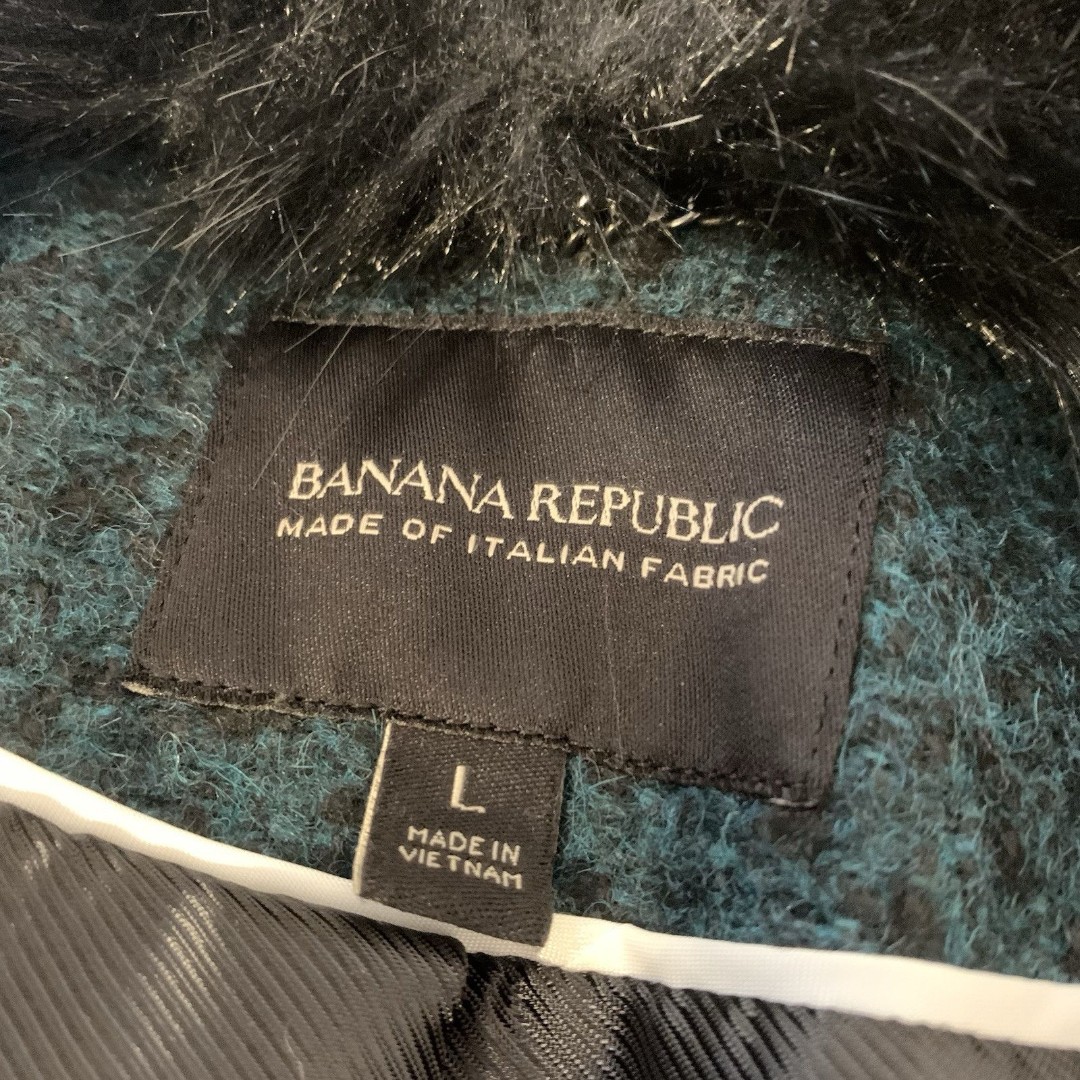 BANANA REPUBLIC
MADE OF ITALIAN FABRIC
L
MADE IN
VIETNAM